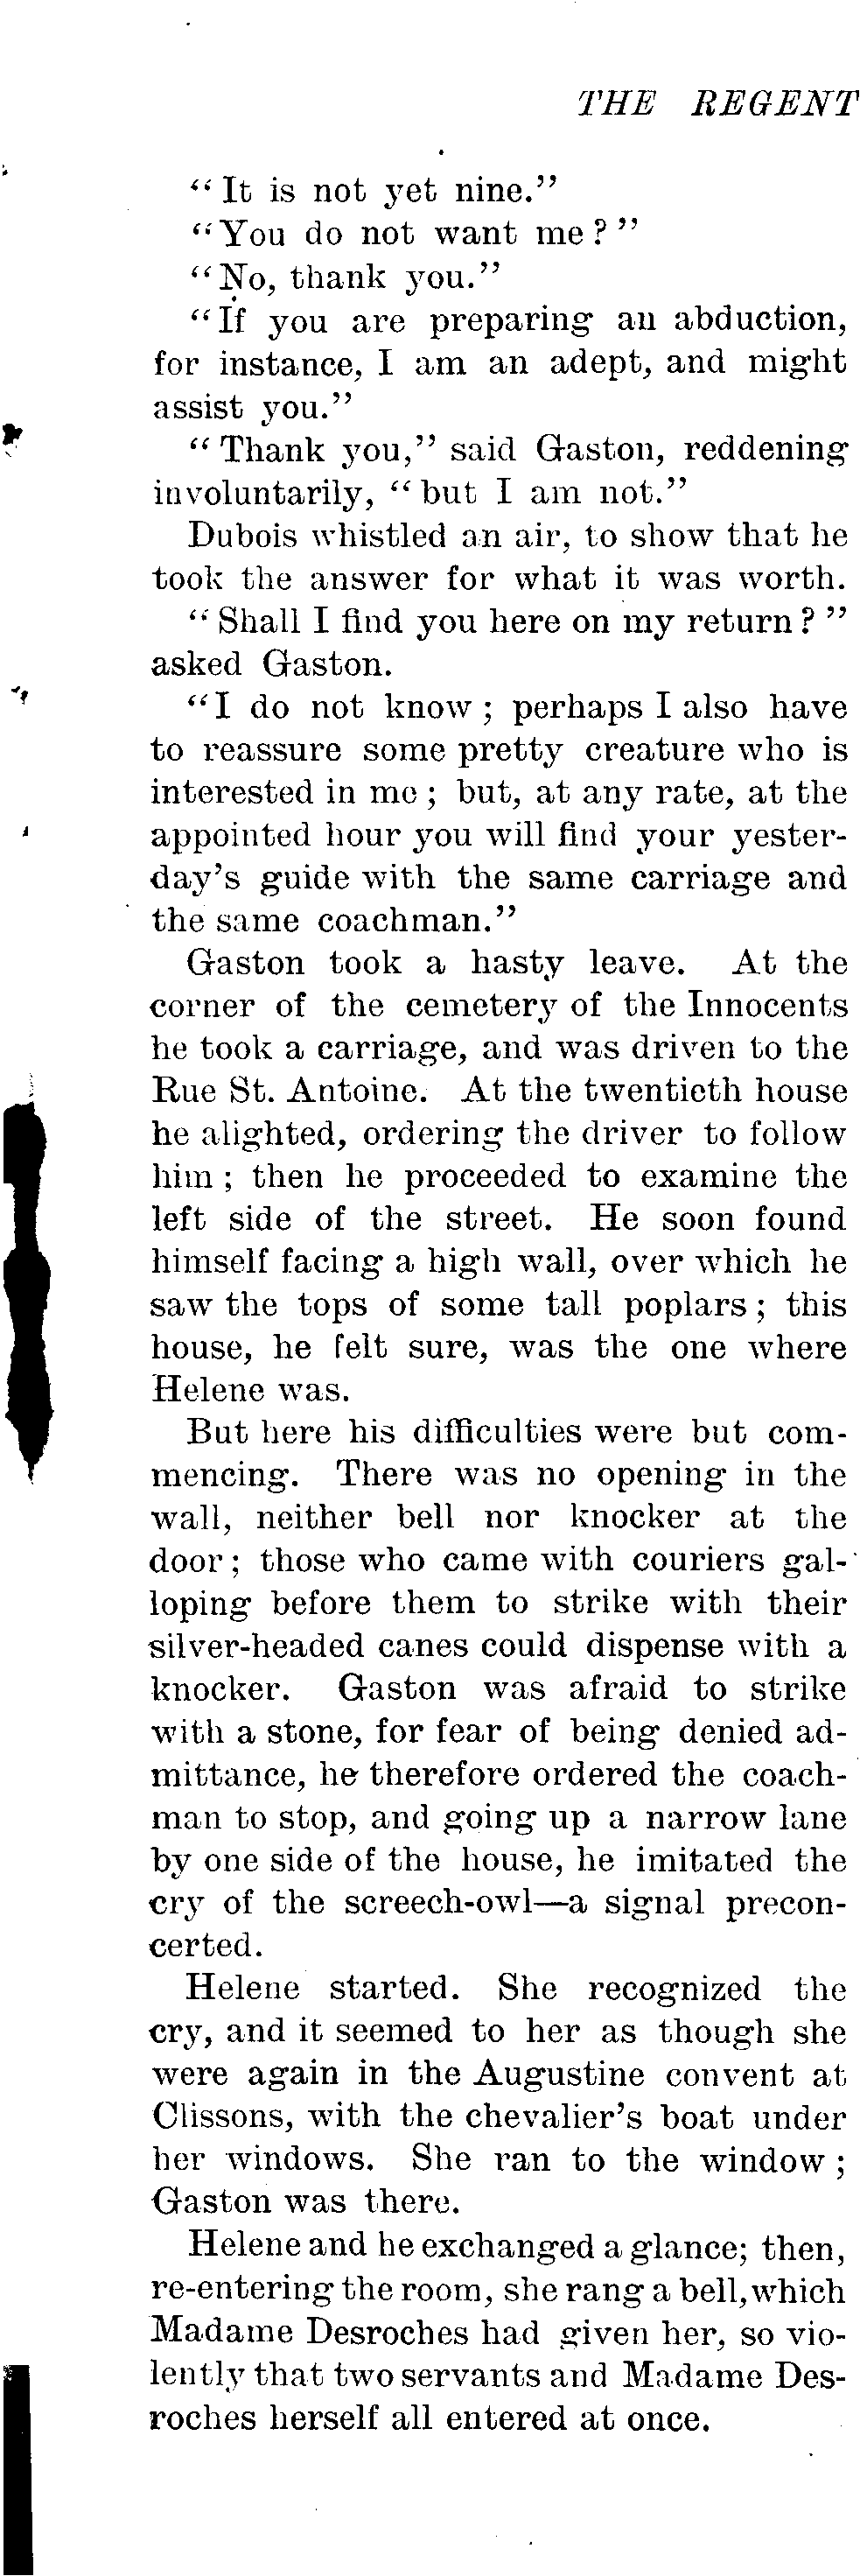 THE REGENT
"It is not yet nine."
"You do not want me?"
"No, thank you."
"If you are preparing an abduction,
for instance, I am an adept, and might
assist you."
"Thank you," said Gaston, reddening
involuntarily, "but I am not."
Dubois whistled an air, to show that he
took the answer for what it was worth.
"Shall I find you here on my return?"
asked Gaston.
"I do not know; perhaps I also have
to reassure some pretty creature who is
interested in me; but, at any rate, at the
appointed hour you will find your yester-
day's guide with the same carriage and
the same coachman."
Gaston took a hasty leave. At the
corner of the cemetery of the Innocents
he took a carriage, and was driven to the
Rue St. Antoine. At the twentieth house
he alighted, ordering the driver to follow
him; then he proceeded to examine the
left side of the street. He soon found
himself facing a high wall, over which he
saw the tops of some tall poplars; this
house, he felt sure, was the one where
Helene was.
But here his difficulties were but com-
mencing. There was no opening in the
wall, neither bell nor knocker at the
door; those who came with couriers gal-
loping before them to strike with their
silver-headed canes could dispense with a
knocker. Gaston was afraid to strike
with a stone, for fear of being denied ad-
mittance, he therefore ordered the coach-
man to stop, and going up a narrow lane
by one side of the house, he imitated the
cry of the screech-owl—a signal precon-
certed.
Helene started. She recognized the
cry, and it seemed to her as though she
were again in the Augustine convent at
Clissons, with the chevalier's boat under
her windows. She ran to the window;
Gaston was there.
Helene and he exchanged a glance; then,
re-entering the room, she rang a bell, which
Madame Desroches had given her, so vio-
lently that two servants and Madame Des-
roches herself all entered at once.